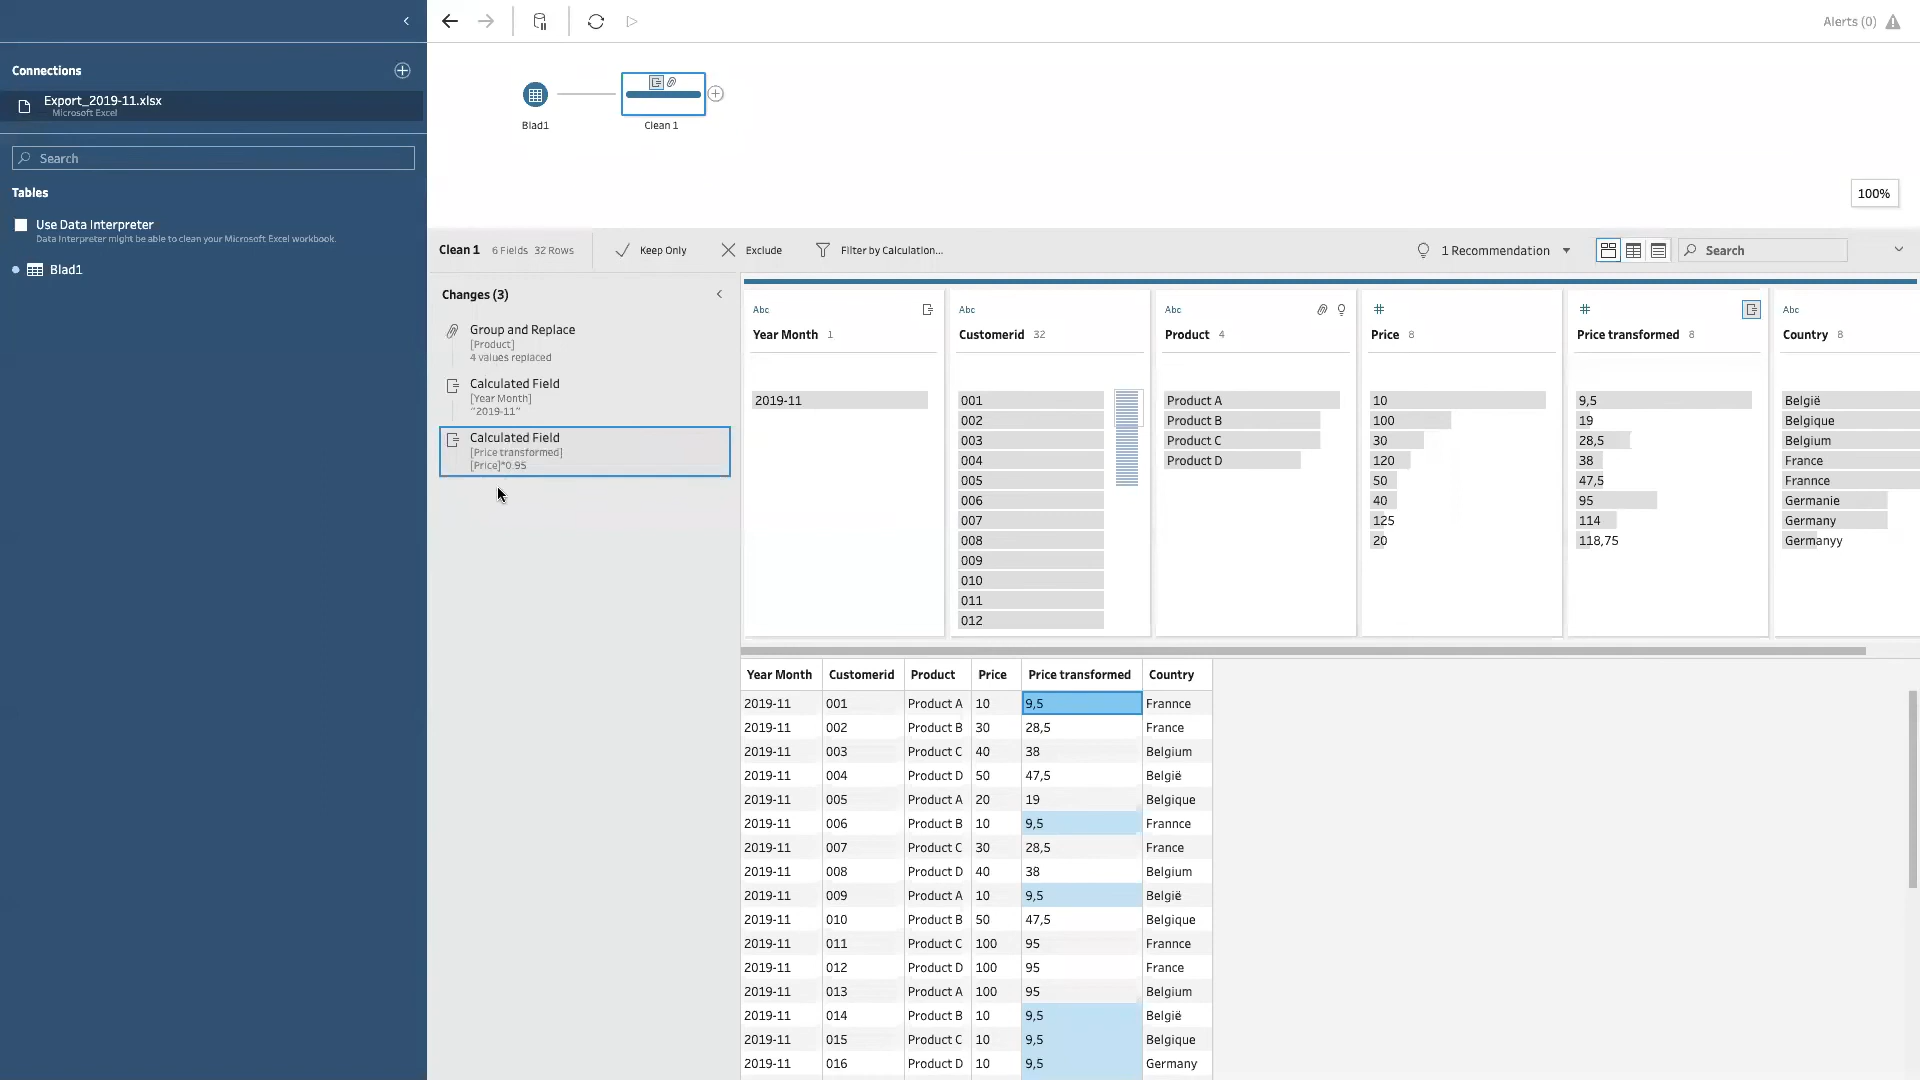 Alerts (0)
Connections
Export_2019-11.xlsx
Microsoft Excel
Search
Tables
Use Data Interpreter
Data Interpreter might be able to clean your Microsoft Excel workbook.
Blad1
Blad1
Clean 1
100%
Clean 1 6 Fields 32 Rows Keep Only Exclude Filter by Calculation... 1 Recommendation Search
Changes (3)
Group and Replace
[Product]
4 values replaced
Calculated Field
[Year Month]
"2019-11"
Calculated Field
[Price transformed]
[Price]*0.95
Abc
Year Month 1
2019-11
Abc
Customerid 32
001
002
003
004
005
006
007
008
009
010
011
012
Abc
Product 4
Product A
Product B
Product C
Product D
#
Price 8
10
100
30
120
50
40
125
20
#
Price transformed 8
9,5
19
28,5
38
47,5
95
114
118,75
Abc
Country 8
België
Belgique
Belgium
France
Frannce
Germanie
Germany
Germanyy
Year Month Customerid Product Price Price transformed Country
2019-11 001 Product A 10 9,5 Frannce
2019-11 002 Product B 30 28,5 France
2019-11 003 Product C 40 38 Belgium
2019-11 004 Product D 50 47,5 België
2019-11 005 Product A 20 19 Belgique
2019-11 006 Product B 10 9,5 Frannce
2019-11 007 Product C 30 28,5 France
2019-11 008 Product D 40 38 Belgium
2019-11 009 Product A 10 9,5 België
2019-11 010 Product B 50 47,5 Belgique
2019-11 011 Product C 100 95 Frannce
2019-11 012 Product D 100 95 France
2019-11 013 Product A 100 95 Belgium
2019-11 014 Product B 10 9,5 België
2019-11 015 Product C 10 9,5 Belgique
2019-11 016 Product D 10 9,5 Germany